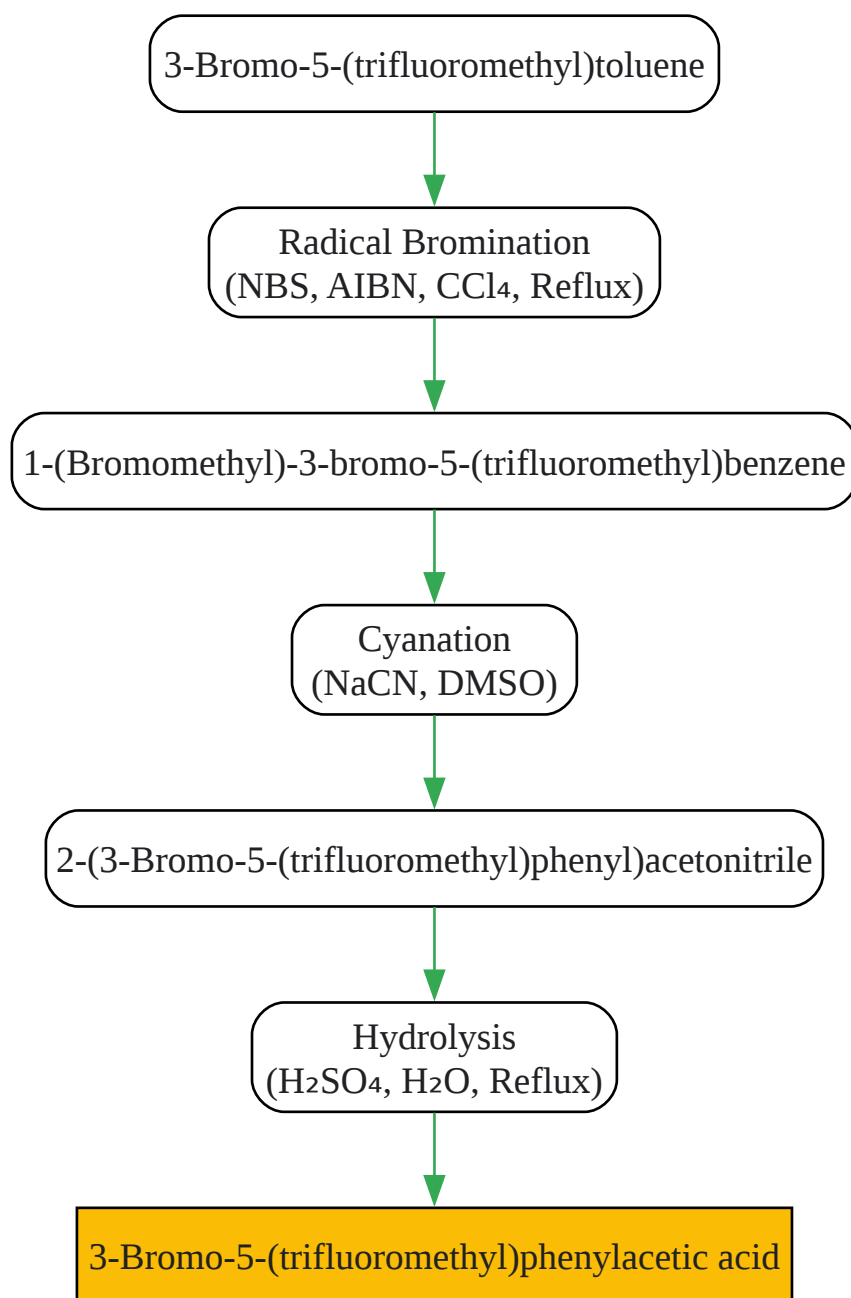 3-Bromo-5-(trifluoromethyl)toluene
Radical Bromination
(NBS, AIBN, CCl₄, Reflux)
1-(Bromomethyl)-3-bromo-5-(trifluoromethyl)benzene
Cyanation
(NaCN, DMSO)
2-(3-Bromo-5-(trifluoromethyl)phenyl)acetonitrile
Hydrolysis
(H₂SO₄, H₂O, Reflux)
3-Bromo-5-(trifluoromethyl)phenylacetic acid